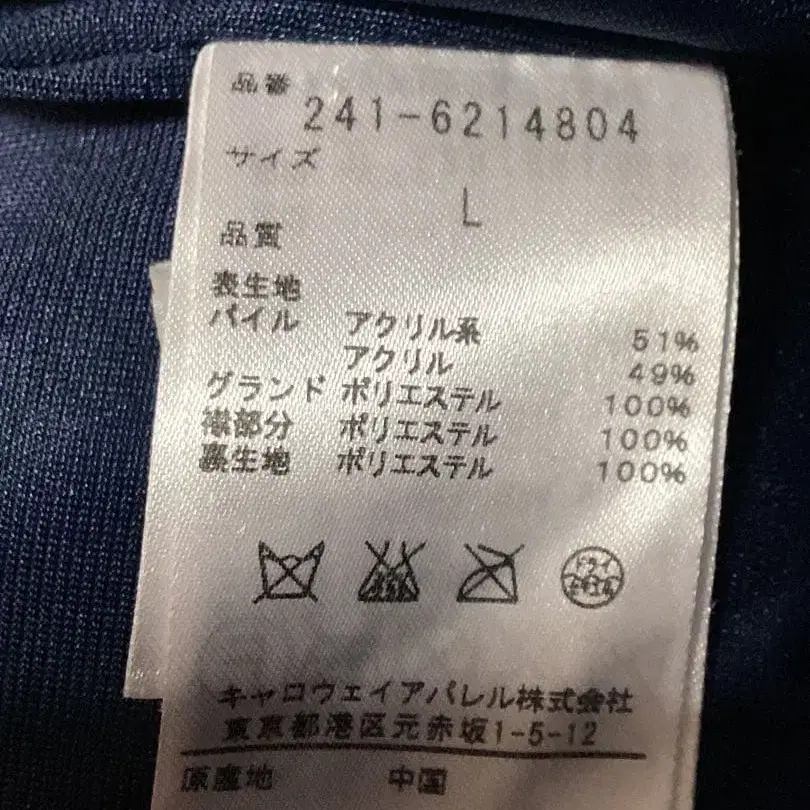 品番
241-6214804
サイズ
L
品質
表生地
パイル アクリル系 51%
アクリル 49%
グランド ポリエステル 100%
襟部分 ポリエステル 100%
裏生地 ポリエステル 100%
ドライ
キャロウェイアパレル株式会社
東京都港区元赤坂1-5-12
原産地 中国